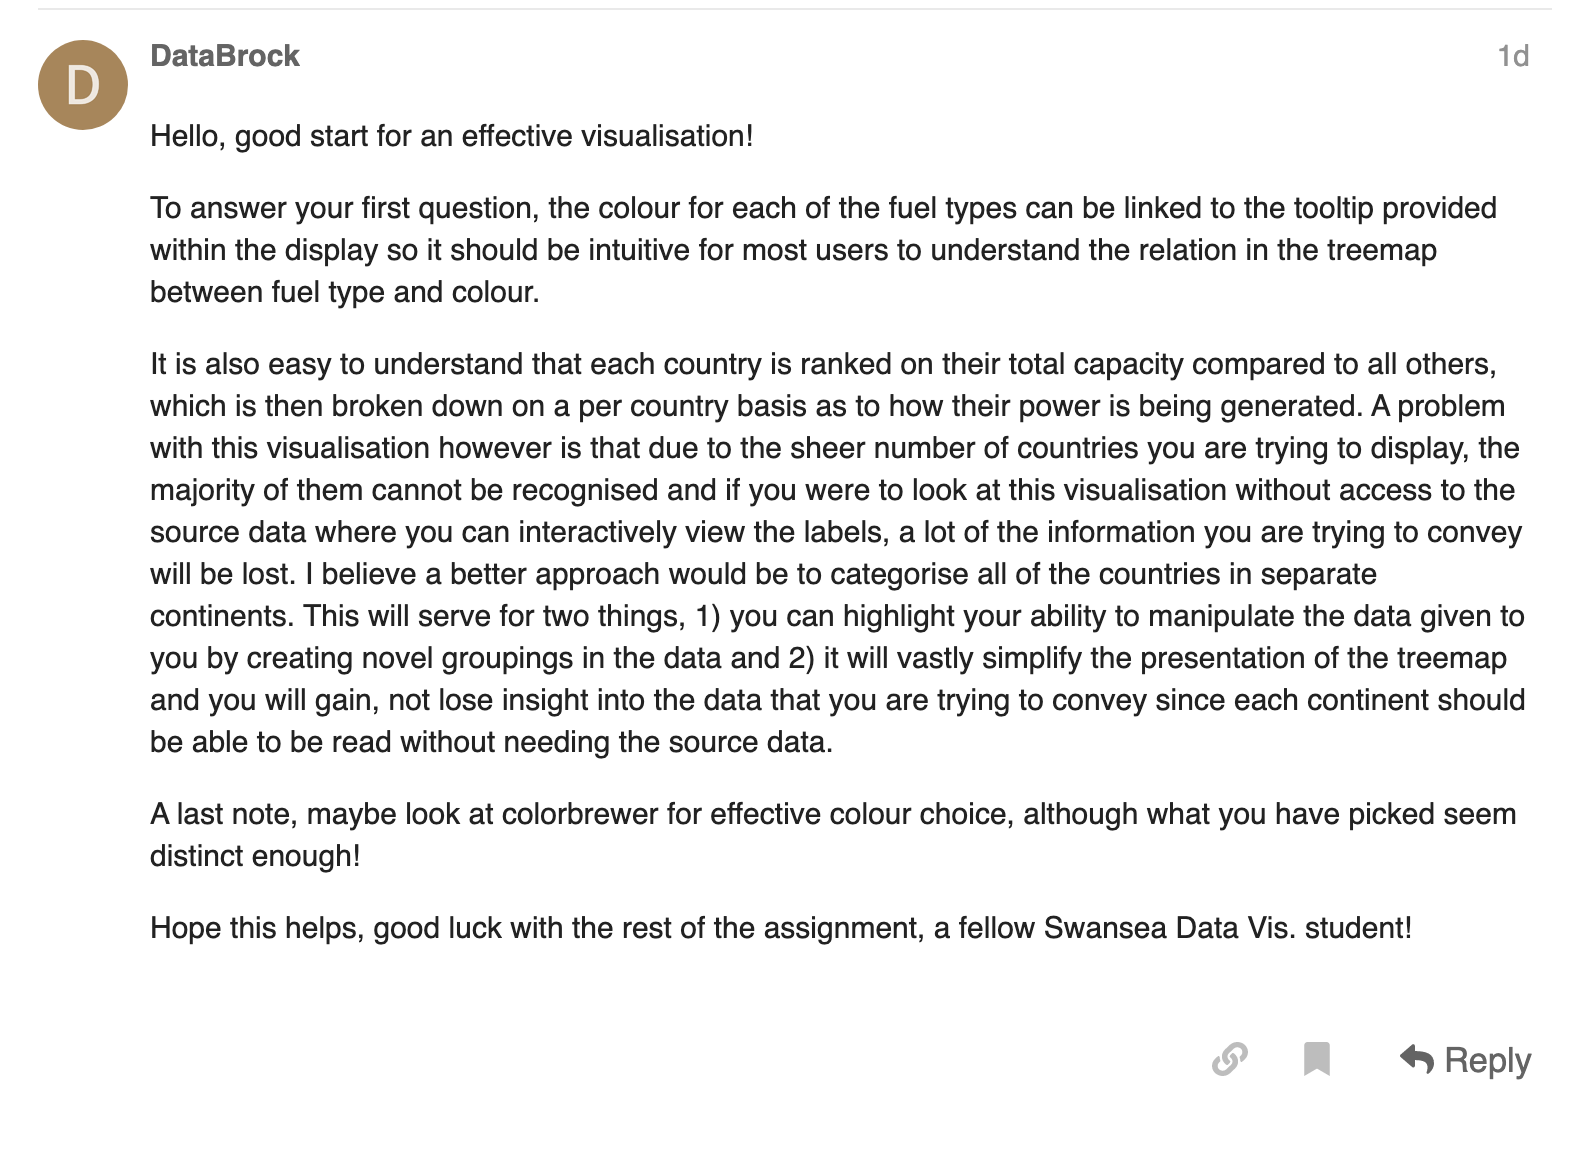 D
DataBrock
1d
Hello, good start for an effective visualisation!
To answer your first question, the colour for each of the fuel types can be linked to the tooltip provided
within the display so it should be intuitive for most users to understand the relation in the treemap
between fuel type and colour.
It is also easy to understand that each country is ranked on their total capacity compared to all others,
which is then broken down on a per country basis as to how their power is being generated. A problem
with this visualisation however is that due to the sheer number of countries you are trying to display, the
majority of them cannot be recognised and if you were to look at this visualisation without access to the
source data where you can interactively view the labels, a lot of the information you are trying to convey
will be lost. I believe a better approach would be to categorise all of the countries in separate
continents. This will serve for two things, 1) you can highlight your ability to manipulate the data given to
you by creating novel groupings in the data and 2) it will vastly simplify the presentation of the treemap
and you will gain, not lose insight into the data that you are trying to convey since each continent should
be able to be read without needing the source data.
A last note, maybe look at colorbrewer for effective colour choice, although what you have picked seem
distinct enough!
Hope this helps, good luck with the rest of the assignment, a fellow Swansea Data Vis. student!
Reply